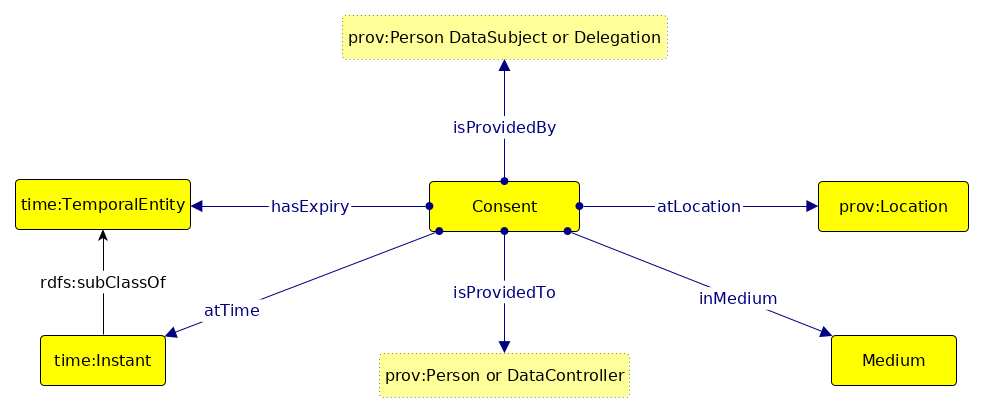 prov:Person DataSubject or Delegation
isProvidedBy
time:TemporalEntity
hasExpiry
Consent
atLocation
prov:Location
rdfs:subClassOf
atTime
isProvidedTo
inMedium
time:Instant
prov:Person or DataController
Medium